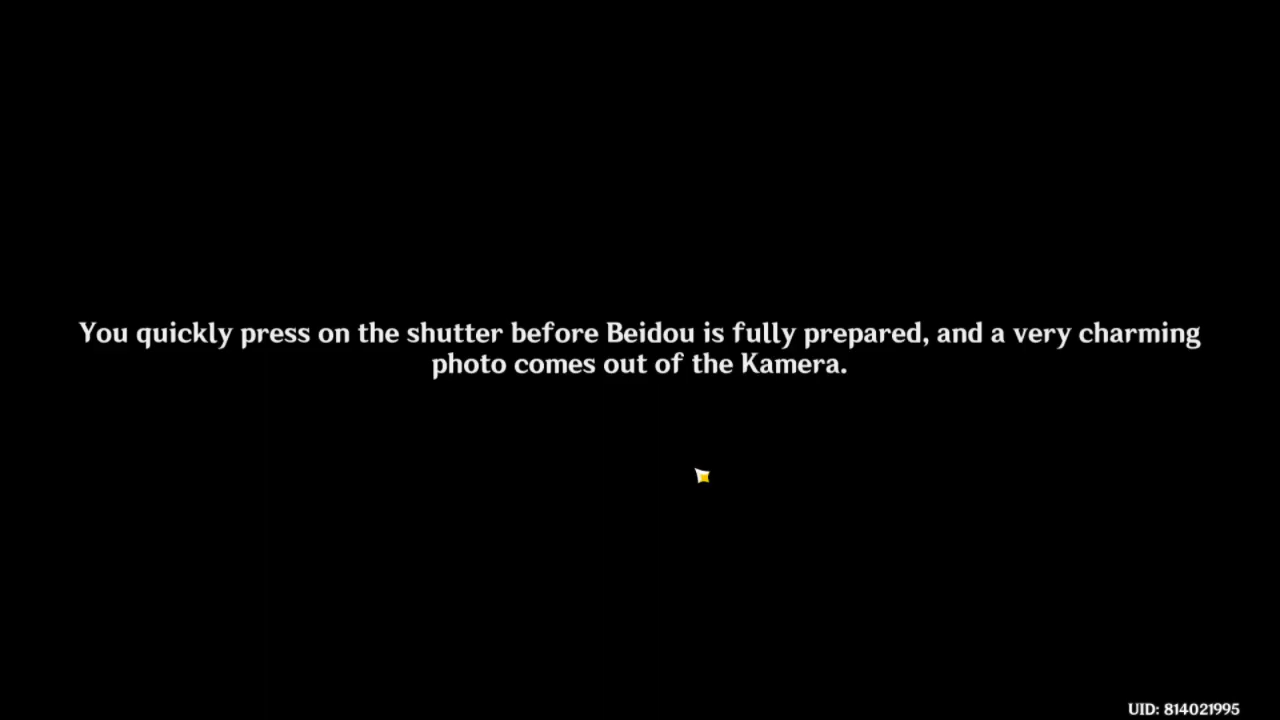 You quickly press on the shutter before Beidou is fully prepared, and a very charming
photo comes out of the Kamera.
UID: 814021995